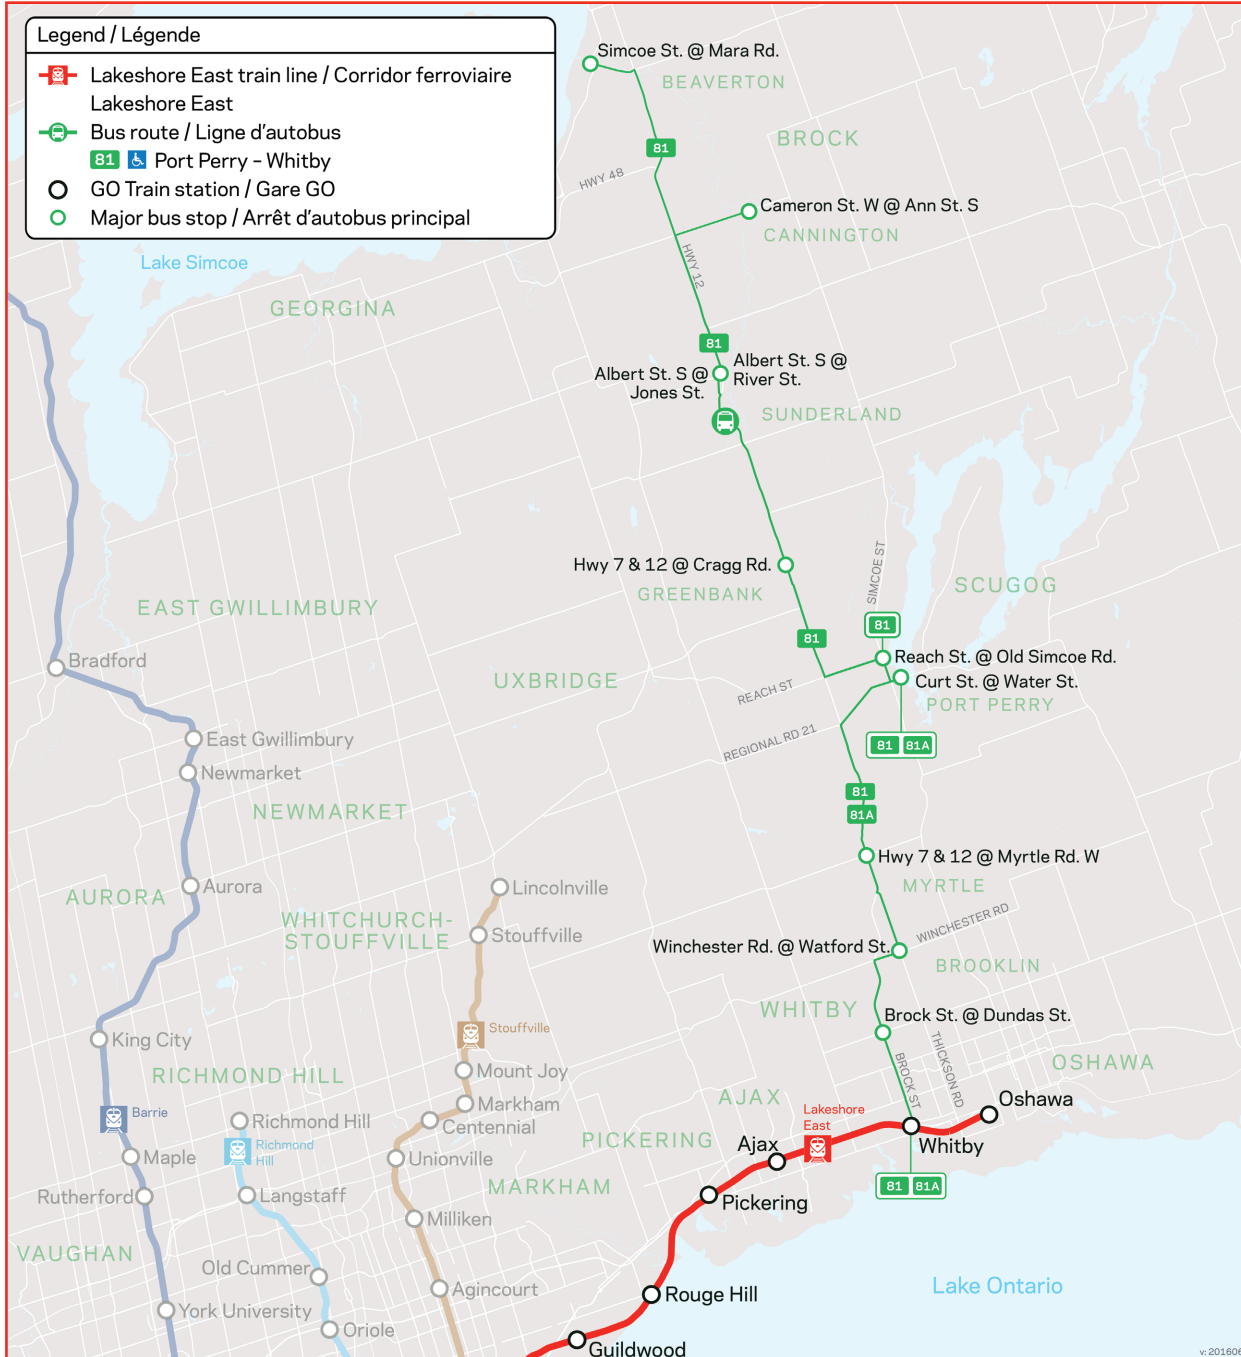 Legend / Légende
Lakeshore East train line / Corridor ferroviaire
Lakeshore East
Bus route / Ligne d'autobus
81 Port Perry - Whitby
GO Train station / Gare GO
Major bus stop / Arrêt d'autobus principal
Simcoe St. @ Mara Rd.
BEAVERTON
BROCK
81
HWY 48
Cameron St. W @ Ann St. S
CANNINGTON
HWY 12
Lake Simcoe
GEORGINA
81
Albert St. S @
River St.
Albert St. S @
Jones St.
SUNDERLAND
Hwy 7 & 12 @ Cragg Rd.
GREENBANK
SIMCOE ST
SCUGOG
EAST GWILLIMBURY
81
81
Reach St. @ Old Simcoe Rd.
Bradford
UXBRIDGE
REACH ST
Curt St. @ Water St.
PORT PERRY
REGIONAL RD 21
81 81A
East Gwillimbury
Newmarket
NEWMARKET
81
81A
Hwy 7 & 12 @ Myrtle Rd. W
MYRTLE
AURORA
Aurora
Lincolnville
WHITCHURCH-
STOUFFVILLE
Stouffville
WINCHESTER RD
Winchester Rd. @ Watford St.
BROOKLIN
WHITBY
Brock St. @ Dundas St.
Stouffville
King City
THICKSON RD
BROCK ST
OSHAWA
RICHMOND HILL
Mount Joy
Markham
Centennial
AJAX
Lakeshore
East
Oshawa
Barrie
Richmond Hill
Richmond
Hill
PICKERING
Ajax
Whitby
Maple
Unionville
81 81A
Rutherford
Langstaff
MARKHAM
Pickering
Milliken
VAUGHAN
Old Cummer
Agincourt
Rouge Hill
Lake Ontario
York University
Oriole
Guildwood
v: 201606